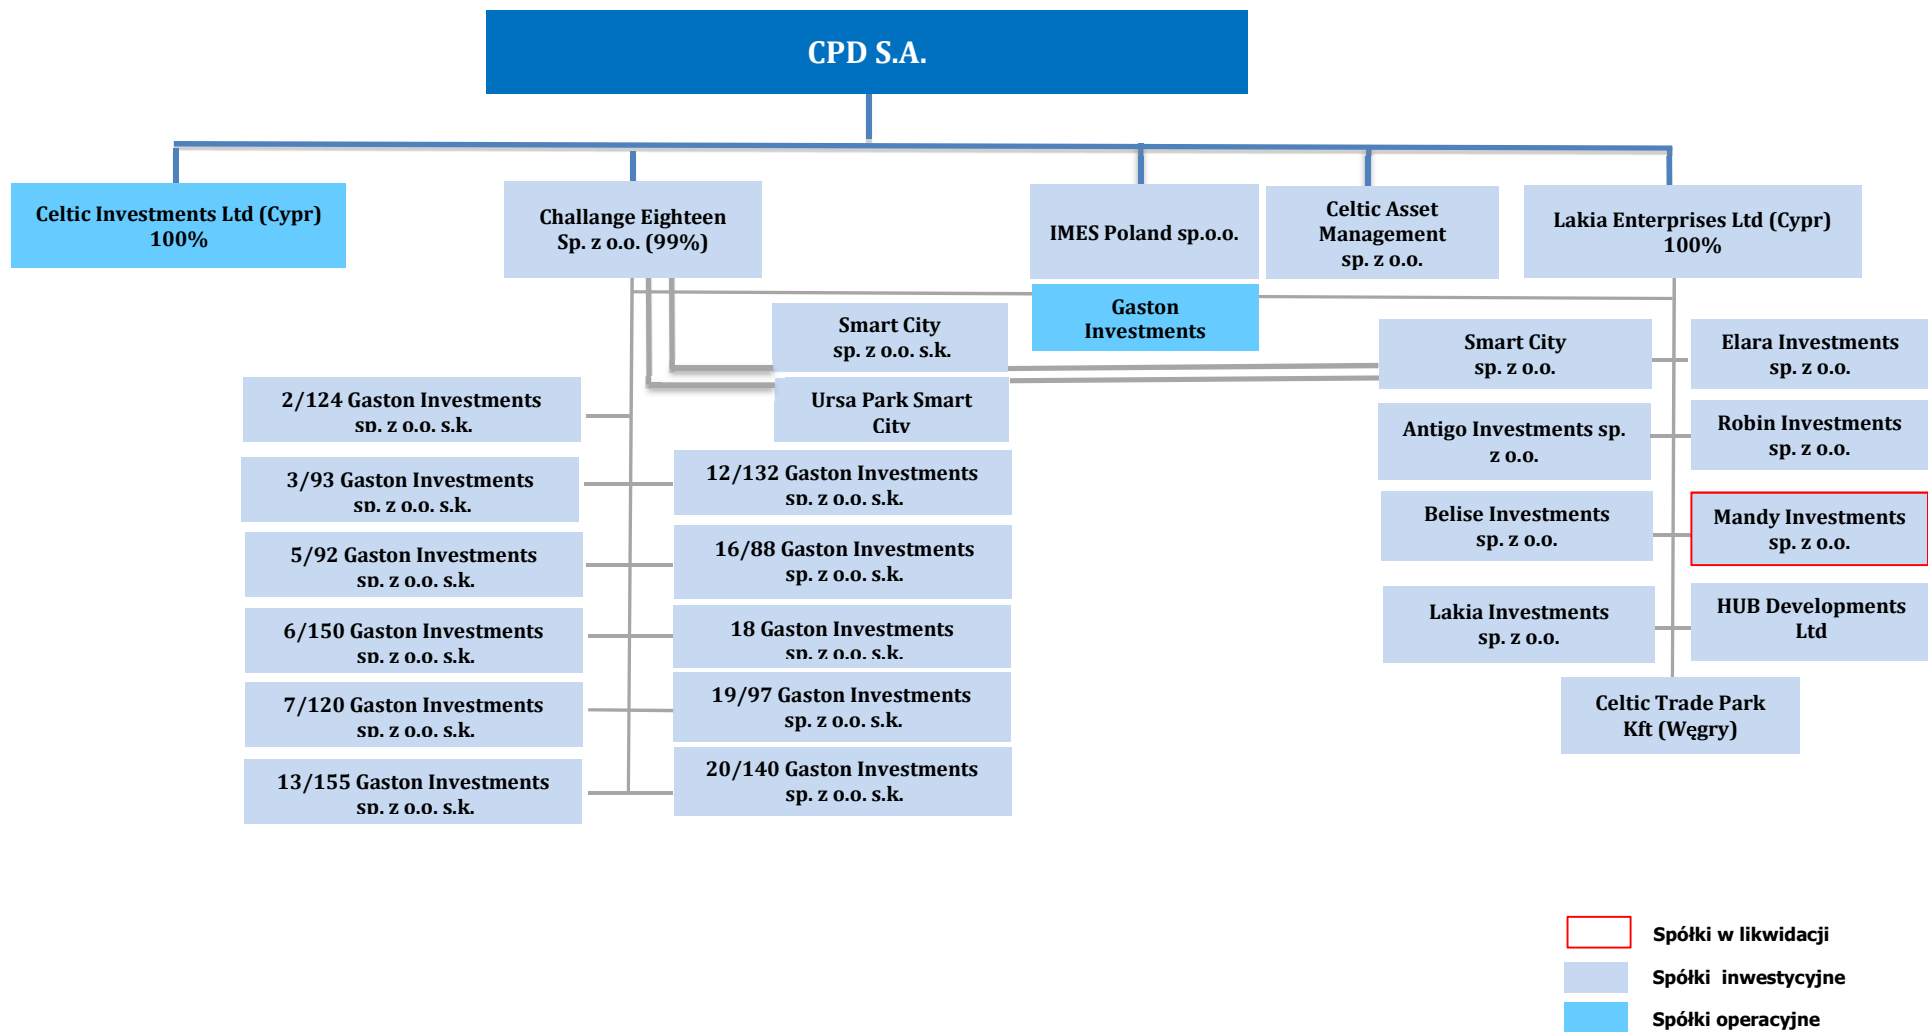 CPD S.A.
Celtic Investments Ltd (Cypr)
100%
Challange Eighteen
Sp. z o.o. (99%)
IMES Poland sp.o.o.
Celtic Asset
Management
sp. z o.o.
Lakia Enterprises Ltd (Cypr)
100%
Gaston
Investments
Smart City
sp. z o.o. s.k.
Ursa Park Smart
City
Smart City
sp. z o.o.
Elara Investments
sp. z o.o.
2/124 Gaston Investments
sp. z o.o. s.k.
Antigo Investments sp.
z o.o.
Robin Investments
sp. z o.o.
3/93 Gaston Investments
sp. z o.o. s.k.
12/132 Gaston Investments
sp. z o.o. s.k.
Belise Investments
sp. z o.o.
Mandy Investments
sp. z o.o.
5/92 Gaston Investments
sp. z o.o. s.k.
16/88 Gaston Investments
sp. z o.o. s.k.
Lakia Investments
sp. z o.o.
HUB Developments
Ltd
6/150 Gaston Investments
sp. z o.o. s.k.
18 Gaston Investments
sp. z o.o. s.k.
7/120 Gaston Investments
sp. z o.o. s.k.
19/97 Gaston Investments
sp. z o.o. s.k.
Celtic Trade Park
Kft (Węgry)
13/155 Gaston Investments
sp. z o.o. s.k.
20/140 Gaston Investments
sp. z o.o. s.k.
Spółki w likwidacji
Spółki inwestycyjne
Spółki operacyjne